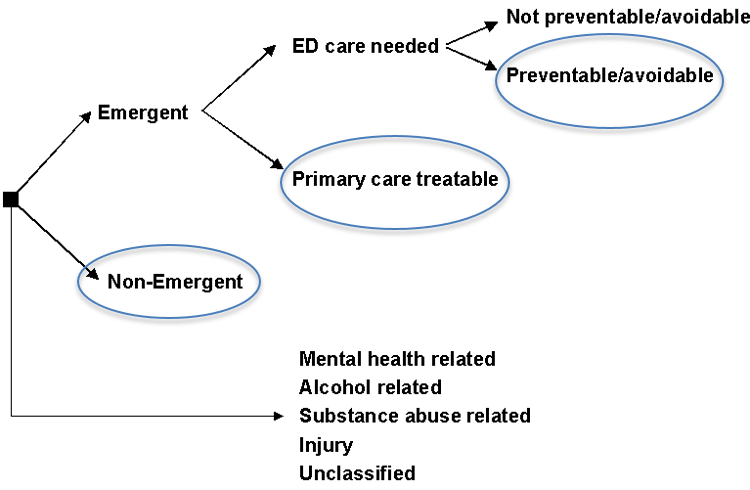 Not preventable/avoidable
ED care needed
Preventable/avoidable
Emergent
Primary care treatable
Non-Emergent
Mental health related
Alcohol related
Substance abuse related
Injury
Unclassified